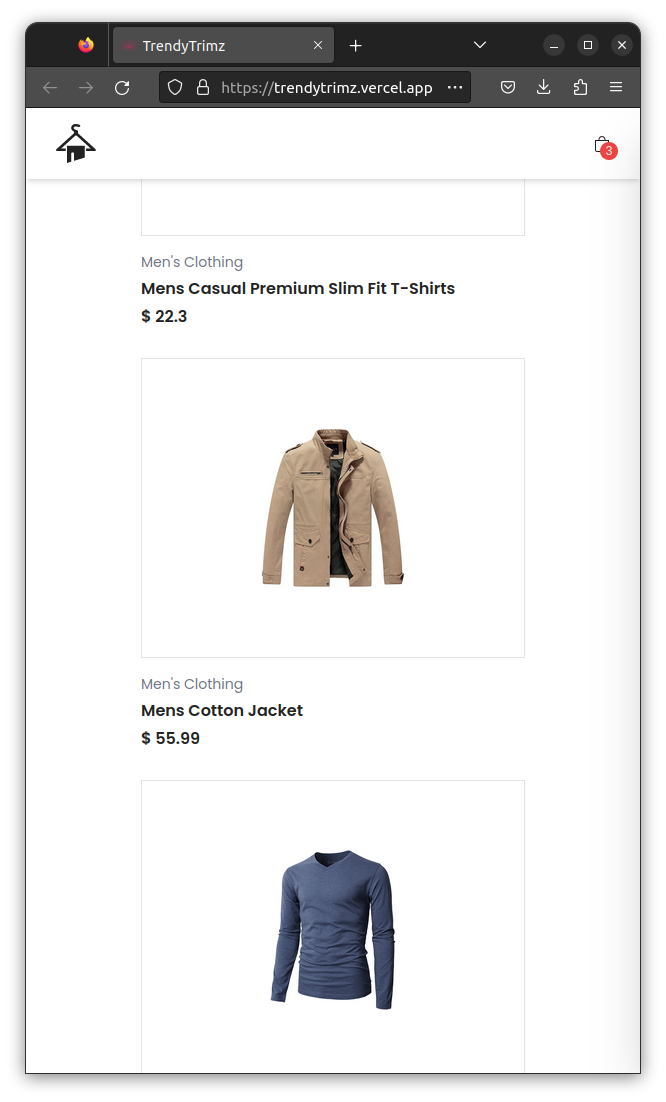 TrendyTrimz
https://trendytrimz.vercel.app
3
Men's Clothing
Mens Casual Premium Slim Fit T-Shirts
$ 22.3
Men's Clothing
Mens Cotton Jacket
$ 55.99